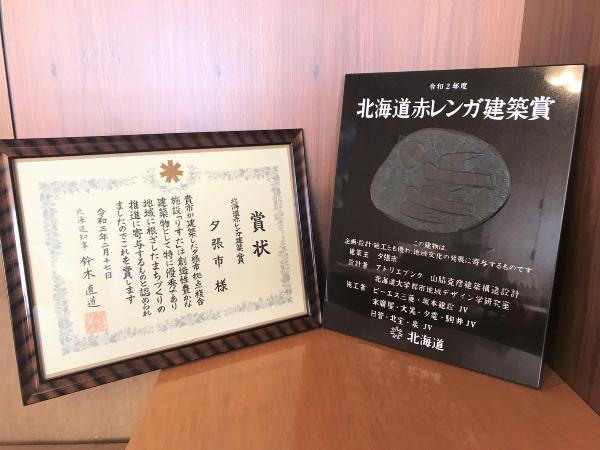 賞状
北海道赤レンガ建築賞
夕張市 様
貴市が建築した夕張市拠点複合
施設「りすた」は創造性豊かな
建築物として特に優秀であり
地域に根ざしたまちづくりの
推進に寄与するものと認められ
ましたのでこれを賞します
令和三年二月十七日
北海道知事 鈴木直道
令和2年度
北海道赤レンガ建築賞
この建物は
企画・設計・施工とも優れ、地域文化の発展に寄与するものです
建築主 夕張市
設計者 アトリエブンク 山脇克彦建築構造設計
北海道大学都市地域デザイン学研究室
施工者 ピーエス三菱・坂本建設 JV
末廣屋・大晃・夕電・駒井 JV
日管・北宝・泉 JV
北海道